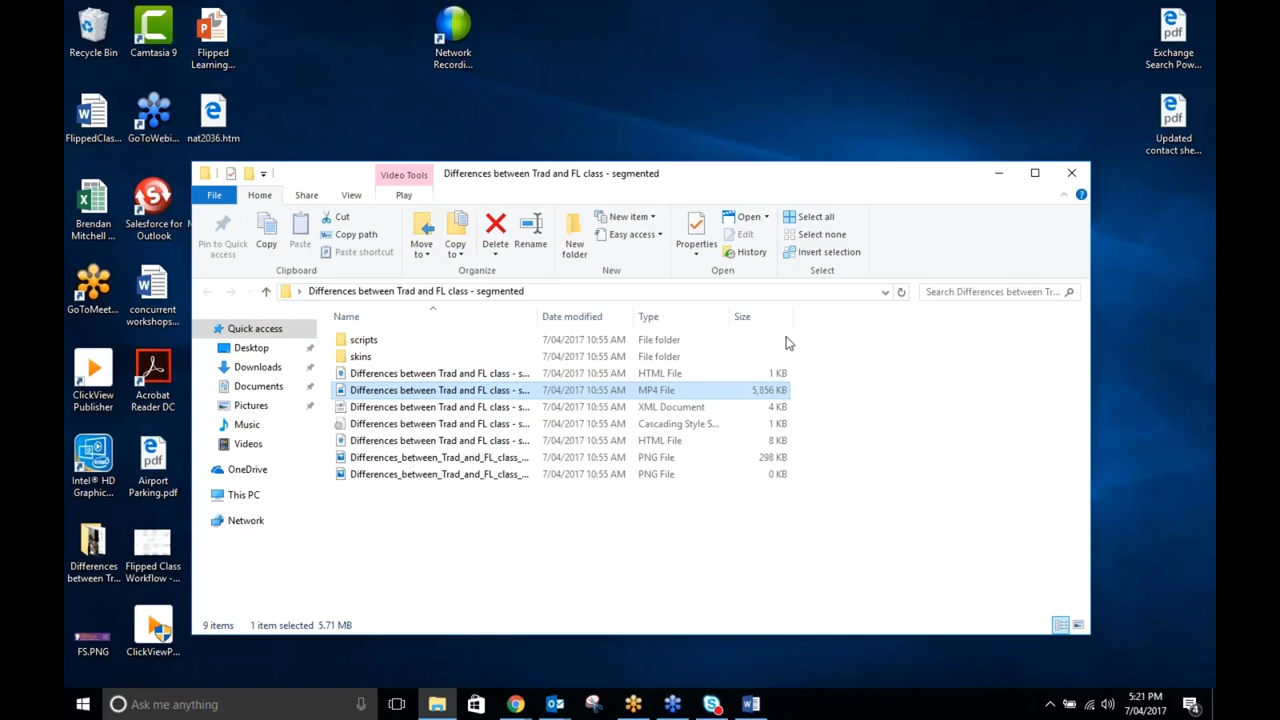 Recycle Bin
Camtasia 9
Flipped
Learning...
Network
Recordi...
Exchange
Search Pow...
FlippedClas...
GoToWebi...
nat2036.htm
Updated
contact she...
Brendan
Mitchell ...
Salesforce for
Outlook
GoToMeet...
concurrent
workshops...
ClickView
Publisher
Acrobat
Reader DC
Intel® HD
Graphic...
Airport
Parking.pdf
Differences
between Tr...
Flipped Class
Workflow -...
FS.PNG
ClickViewP...
Video Tools
Differences between Trad and FL class - segmented
File
Home
Share
View
Play
Pin to Quick
access
Copy
Paste
Cut
Copy path
Paste shortcut
Clipboard
Move
to
Copy
to
Delete
Rename
Organize
New
folder
New item
Easy access
New
Properties
Open
Edit
History
Open
Select all
Select none
Invert selection
Select
Differences between Trad and FL class - segmented
Search Differences between Tr...
Quick access
Desktop
Downloads
Documents
Pictures
Music
Videos
OneDrive
This PC
Network
Name Date modified Type Size
scripts 7/04/2017 10:55 AM File folder
skins 7/04/2017 10:55 AM File folder
Differences between Trad and FL class - s... 7/04/2017 10:55 AM HTML File 1 KB
Differences between Trad and FL class - s... 7/04/2017 10:55 AM MP4 File 5,856 KB
Differences between Trad and FL class - s... 7/04/2017 10:55 AM XML Document 4 KB
Differences between Trad and FL class - s... 7/04/2017 10:55 AM Cascading Style S... 1 KB
Differences between Trad and FL class - s... 7/04/2017 10:55 AM HTML File 8 KB
Differences_between_Trad_and_FL_class_... 7/04/2017 10:55 AM PNG File 298 KB
Differences_between_Trad_and_FL_class_... 7/04/2017 10:55 AM PNG File 0 KB
9 items 1 item selected 5.71 MB
Ask me anything
5:21 PM
7/04/2017
4